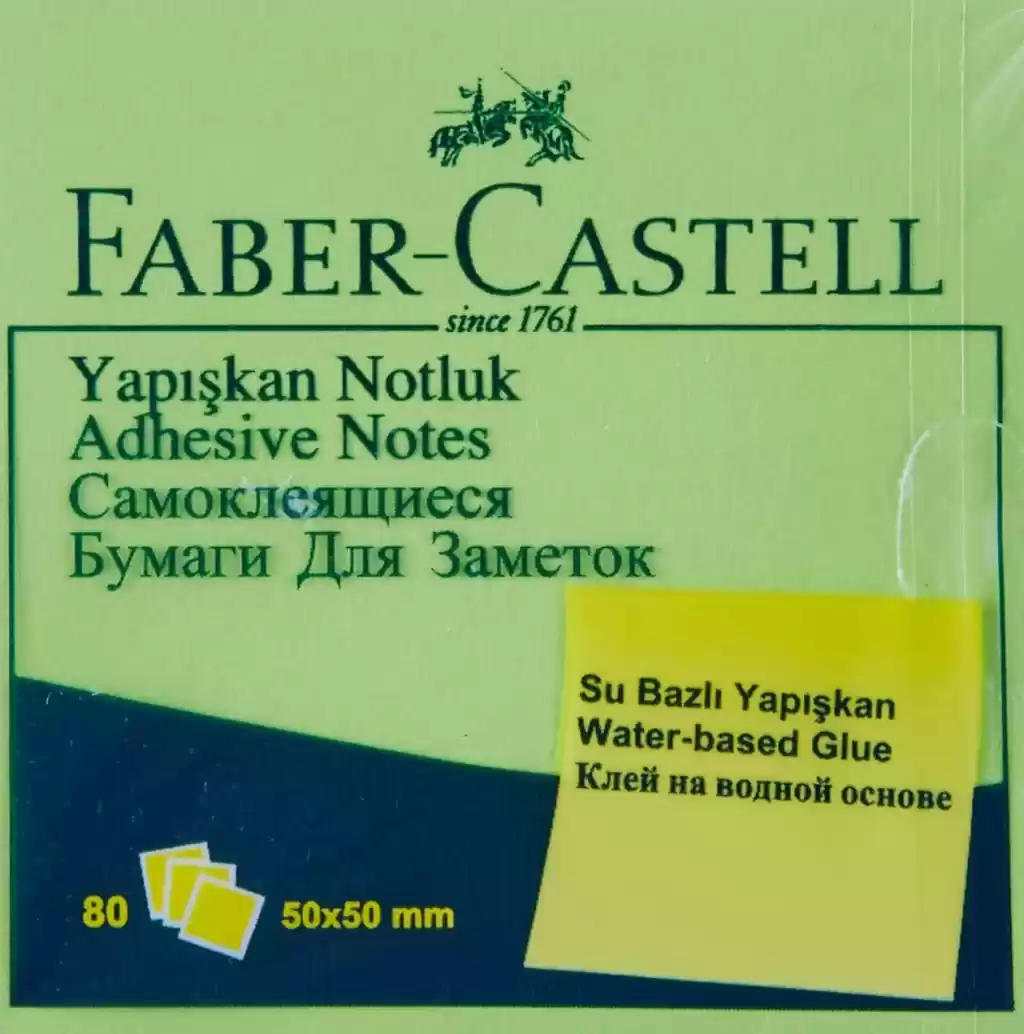 FABER-CASTELL
since 1761
Yapışkan Notluk
Adhesive Notes
Самоклеящиеся
Бумаги Для Заметок
Su Bazlı Yapışkan
Water-based Glue
Клей на водной основе
80 50x50 mm